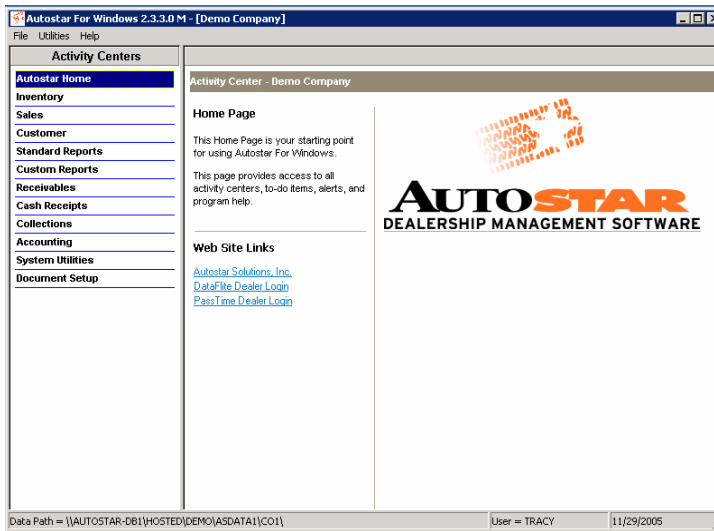 Autostar For Windows 2.3.3.0 M - [Demo Company]
File Utilities Help
Activity Centers
Autostar Home
Inventory
Sales
Customer
Standard Reports
Custom Reports
Receivables
Cash Receipts
Collections
Accounting
System Utilities
Document Setup
Activity Center - Demo Company
Home Page
This Home Page is your starting point
for using Autostar For Windows.
This page provides access to all
activity centers, to-do items, alerts, and
program help.
Web Site Links
Autostar Solutions, Inc.
DataFlite Dealer Login
PassTime Dealer Login
AUTOSTAR
DEALERSHIP MANAGEMENT SOFTWARE
Data Path = \\AUTOSTAR-DB1\HOSTED\DEMO\ASDATA1\CO1\
User = TRACY
11/29/2005